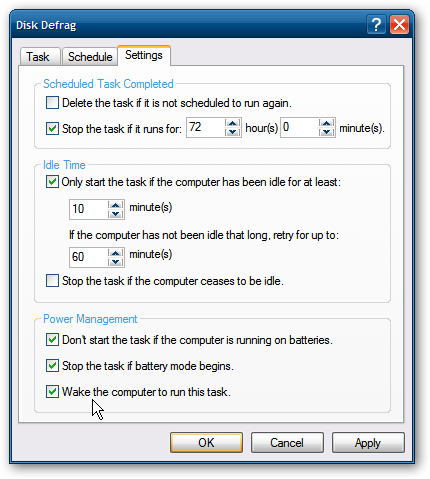 Disk Defrag
Task Schedule Settings
Scheduled Task Completed
Delete the task if it is not scheduled to run again.
Stop the task if it runs for: 72 hour(s) 0 minute(s).
Idle Time
Only start the task if the computer has been idle for at least:
10 minute(s)
If the computer has not been idle that long, retry for up to:
60 minute(s)
Stop the task if the computer ceases to be idle.
Power Management
Don't start the task if the computer is running on batteries.
Stop the task if battery mode begins.
Wake the computer to run this task.
OK Cancel Apply